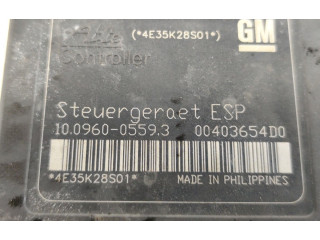 (*4E35K28S01*)
GM
Controller
Steuergeraet ESP
10.0960-0559.3 00403654D0
*4E35K28S01*
MADE IN PHILIPPINES